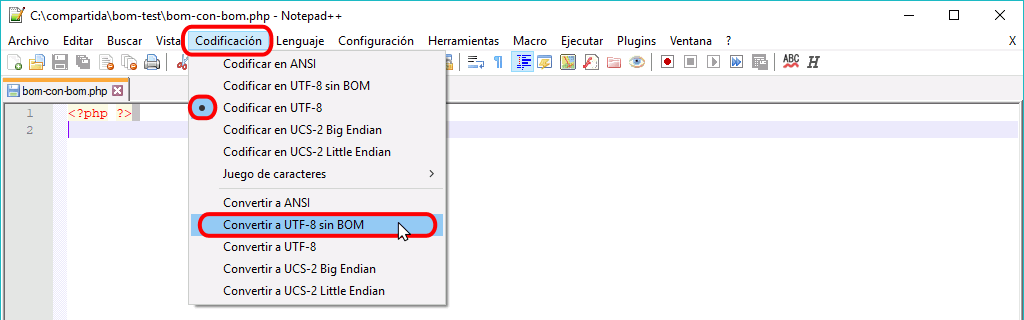 C:\compartida\bom-test\bom-con-bom.php - Notepad++
Archivo Editar Buscar Vista Codificación Lenguaje Configuración Herramientas Macro Ejecutar Plugins Ventana ? X
ABC H
bom-con-bom.php
1 <?php ?>
2
Codificar en ANSI
Codificar en UTF-8 sin BOM
Codificar en UTF-8
Codificar en UCS-2 Big Endian
Codificar en UCS-2 Little Endian
Juego de caracteres
Convertir a ANSI
Convertir a UTF-8 sin BOM
Convertir a UTF-8
Convertir a UCS-2 Big Endian
Convertir a UCS-2 Little Endian